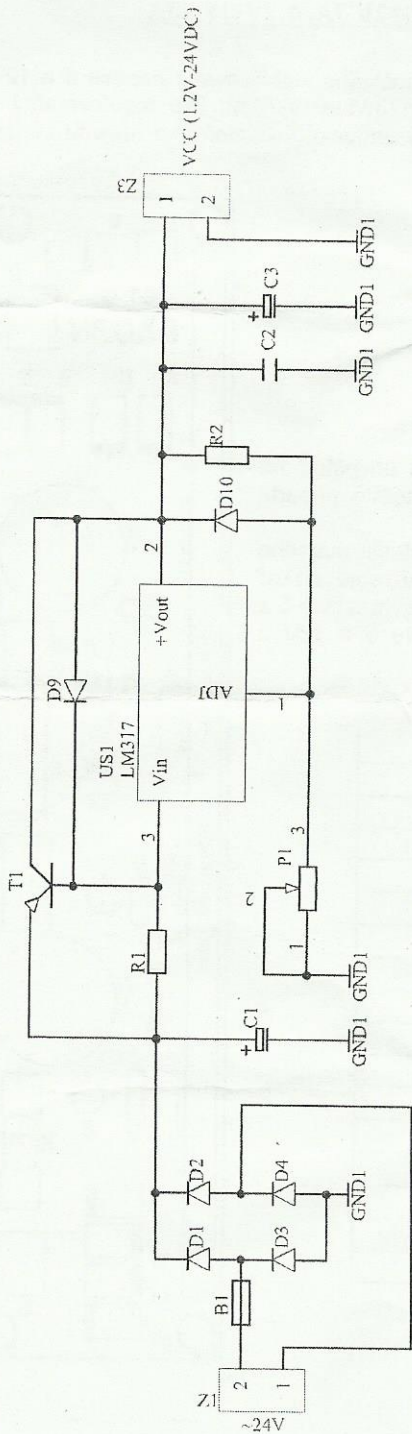 ~24V
Z1
2
1
B1
D1
D2
D3
D4
GND1
C1
+
GND1
R1
T1
D9
US1
LM317
Vin
+Vout
ADJ
3
2
1
P1
1
2
3
GND1
D10
R2
C2
GND1
+
C3
GND1
Z3
1
2
GND1
VCC (1.2V-24VDC)